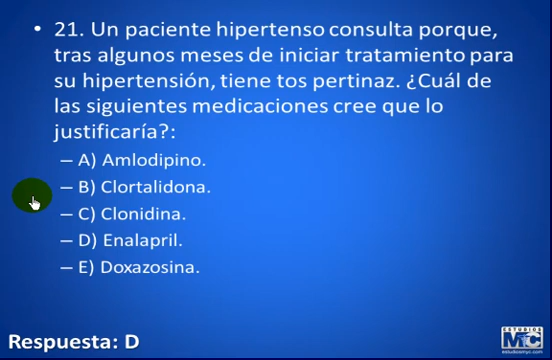 • 21. Un paciente hipertenso consulta porque,
tras algunos meses de iniciar tratamiento para
su hipertensión, tiene tos pertinaz. ¿Cuál de
las siguientes medicaciones cree que lo
justificaría?:
– A) Amlodipino.
– B) Clortalidona.
– C) Clonidina.
– D) Enalapril.
– E) Doxazosina.
Respuesta: D
ESTUDIOS
MyC
estudiosmyc.com